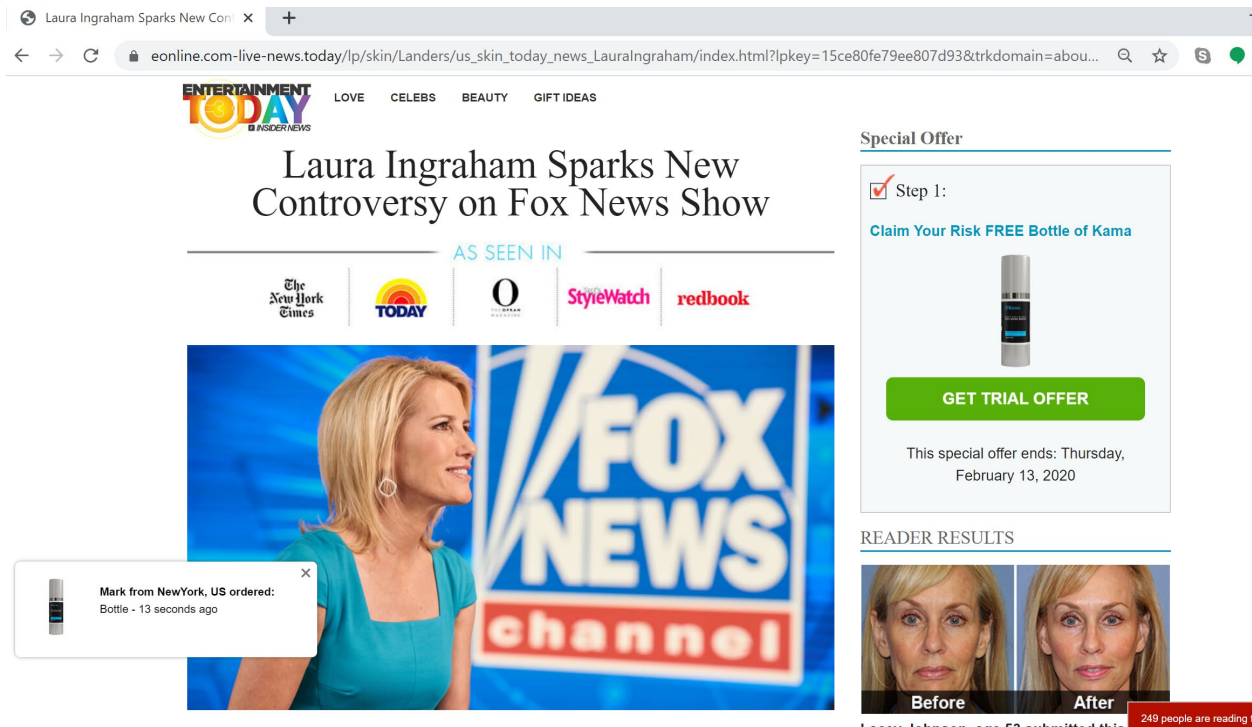 Laura Ingraham Sparks New Con
eonline.com-live-news.today/lp/skin/Landers/us_skin_today_news_LauraIngraham/index.html?lpkey=15ce80fe79ee807d93&trkdomain=abou...
ENTERTAINMENT
TODAY
INSIDER NEWS
LOVE CELEBS BEAUTY GIFT IDEAS
Laura Ingraham Sparks New
Controversy on Fox News Show
AS SEEN IN
The
New York
Times
TODAY
O
THE OPRAH
MAGAZINE
StyleWatch
redbook
FOX
NEWS
channel
Mark from NewYork, US ordered:
Bottle - 13 seconds ago
Special Offer
Step 1:
Claim Your Risk FREE Bottle of Kama
GET TRIAL OFFER
This special offer ends: Thursday,
February 13, 2020
READER RESULTS
Before After
249 people are reading